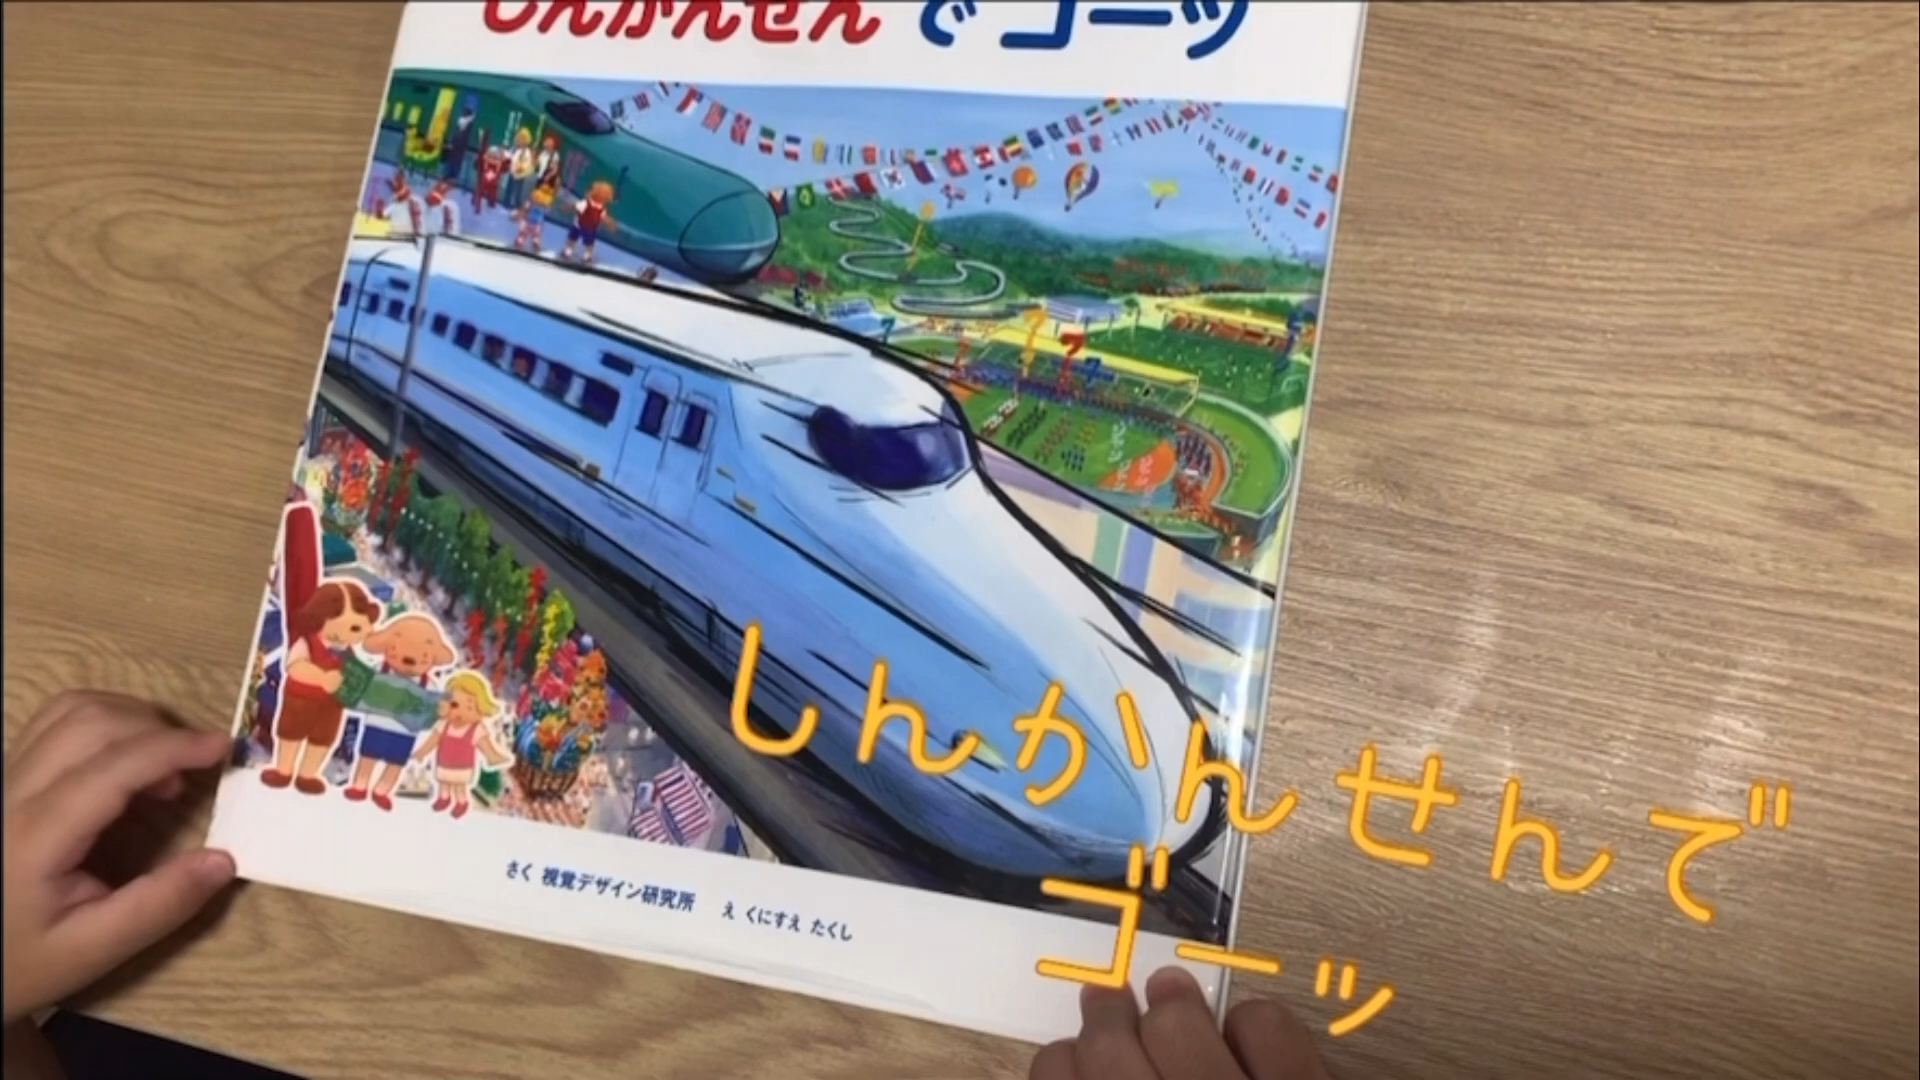 しんかんせん で ゴーッ
さく 視覚デザイン研究所 え くにすえ たくし
しんかんせんで
ゴーッ